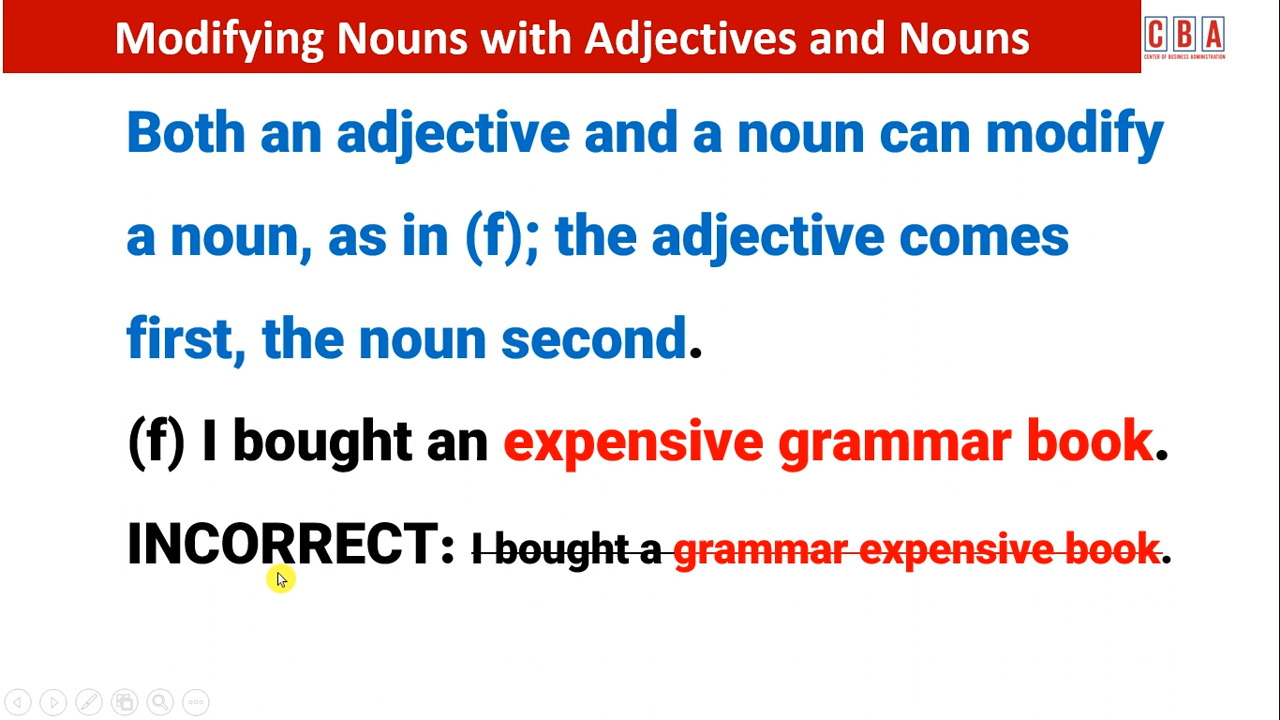 Modifying Nouns with Adjectives and Nouns
CBA
CENTER OF BUSINESS ADMINISTRATION
Both an adjective and a noun can modify
a noun, as in (f); the adjective comes
first, the noun second.
(f) I bought an expensive grammar book.
INCORRECT: I bought a grammar expensive book.